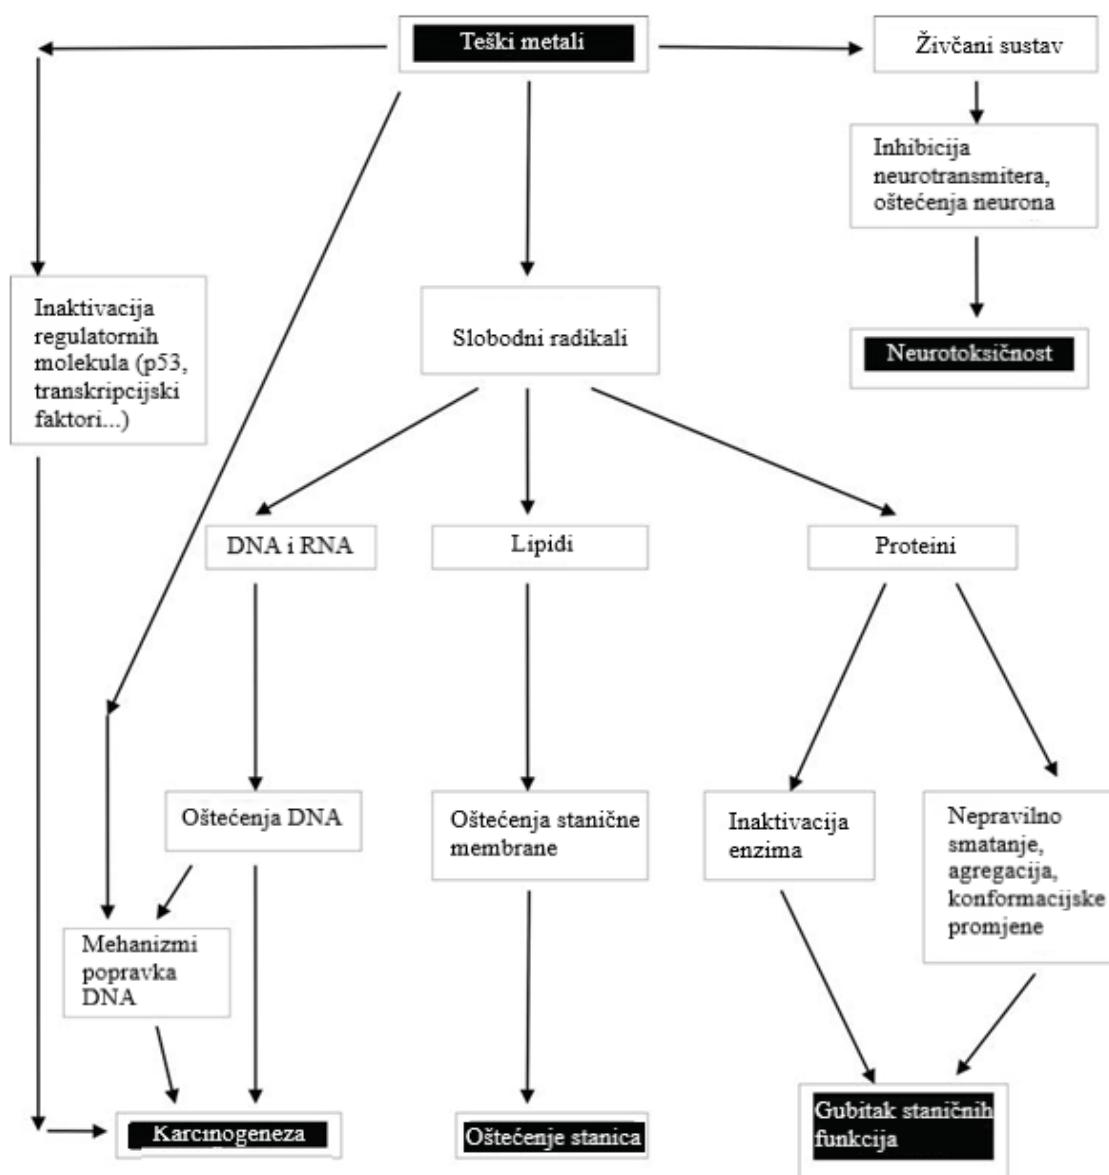 Teški metali
Živčani sustav
Inhibicija
neurotransmitera,
oštećenja neurona
Inaktivacija
regulatornih
molekula (p53,
transkripcijski
faktori...)
Slobodni radikali
Neurotoksičnost
DNA i RNA
Lipidi
Proteini
Oštećenja DNA
Oštećenja stanične
membrane
Inaktivacija
enzima
Nepravilno
smatanje,
agregacija,
konformacijske
promjene
Mehanizmi
popravka
DNA
Karcinogeneza
Oštećenje stanica
Gubitak staničnih
funkcija